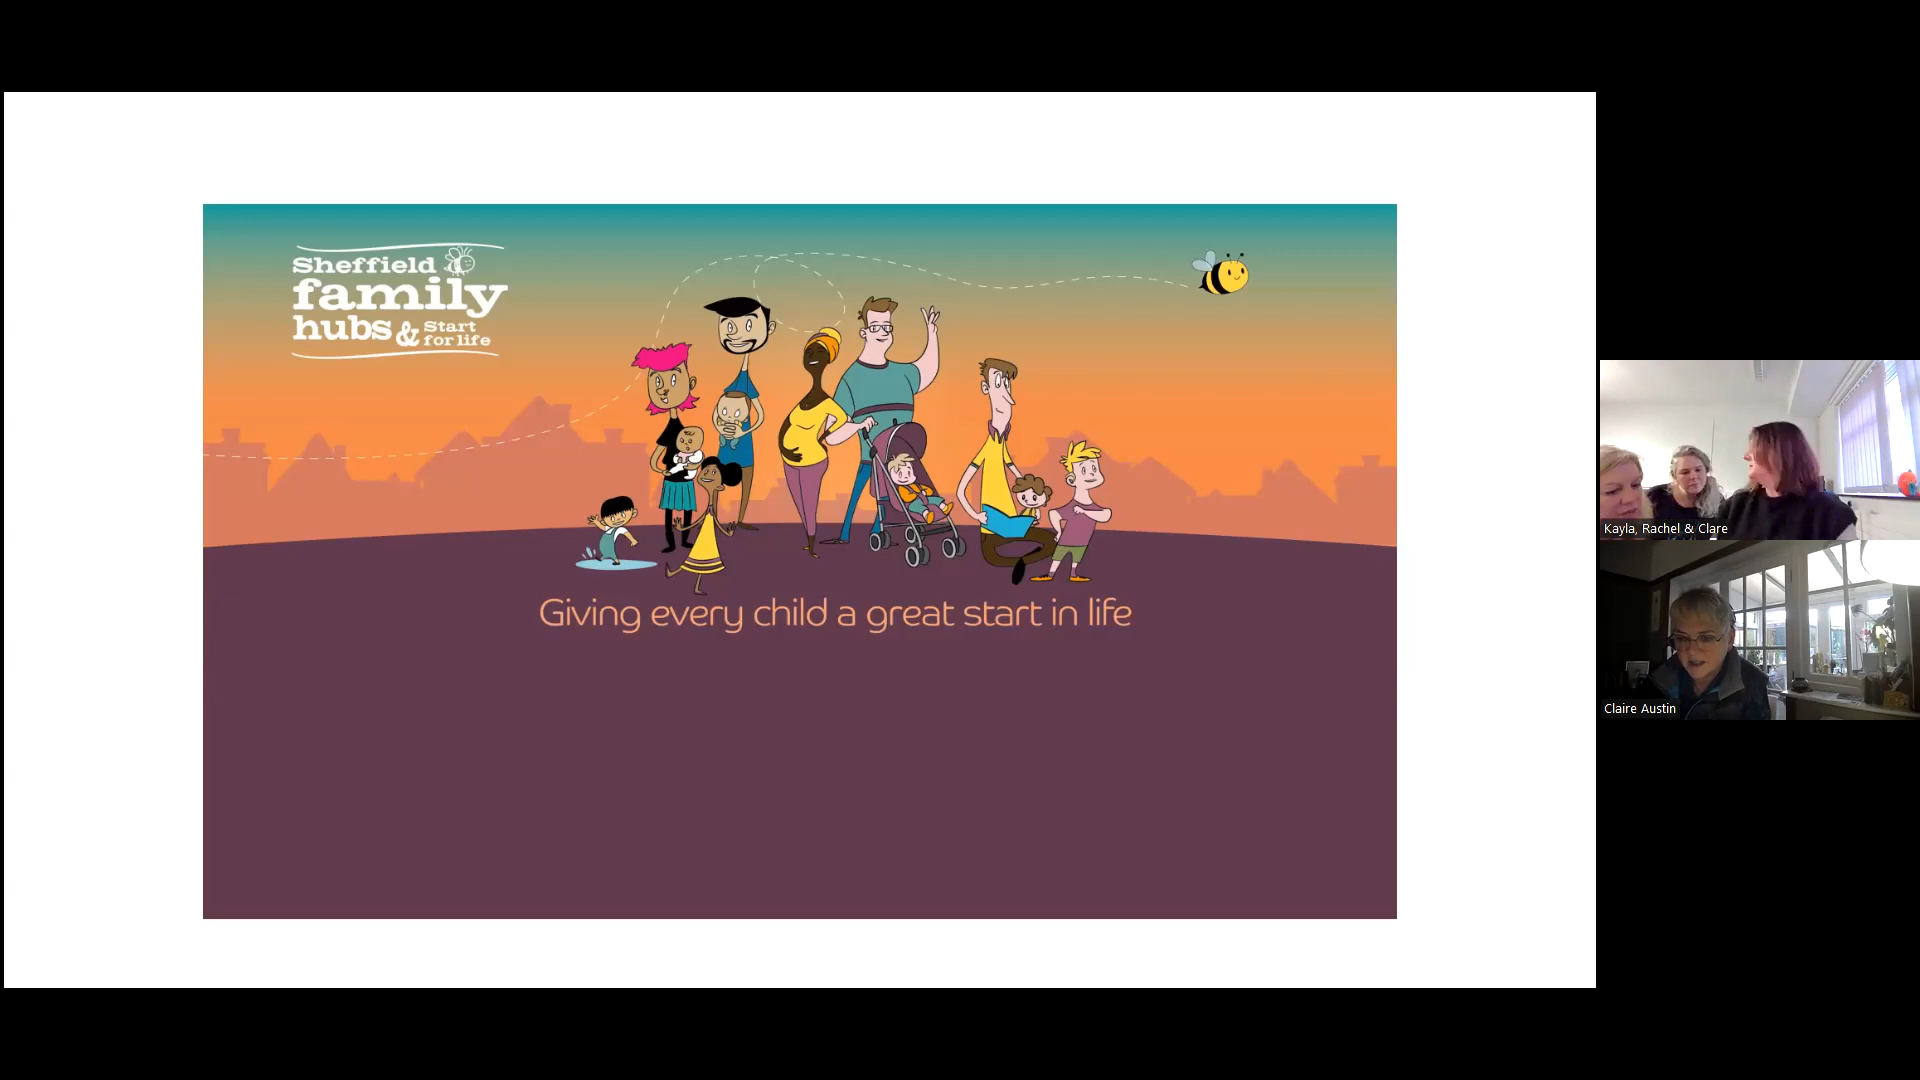 Sheffield
family
hubs & Start
for life
Giving every child a great start in life
Kayla, Rachel & Clare
Claire Austin